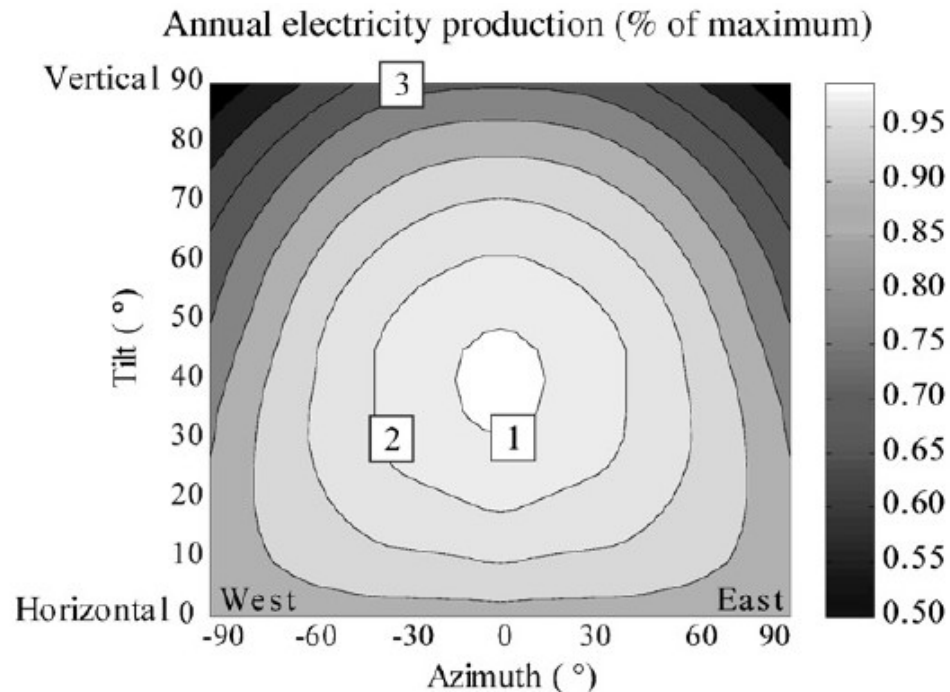 Annual electricity production (% of maximum)
Vertical 90
80
70
60
50
40
30
20
10
Horizontal 0
Tilt ( °)
3
2
1
West
East
-90 -60 -30 0 30 60 90
Azimuth ( °)
0.95
0.90
0.85
0.80
0.75
0.70
0.65
0.60
0.55
0.50